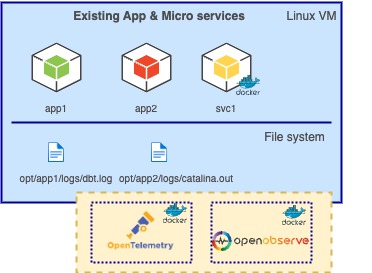 Existing App & Micro services
Linux VM
app1
app2
svc1
docker
File system
opt/app1/logs/dbt.log
opt/app2/logs/catalina.out
docker
docker
OpenTelemetry
openobserve